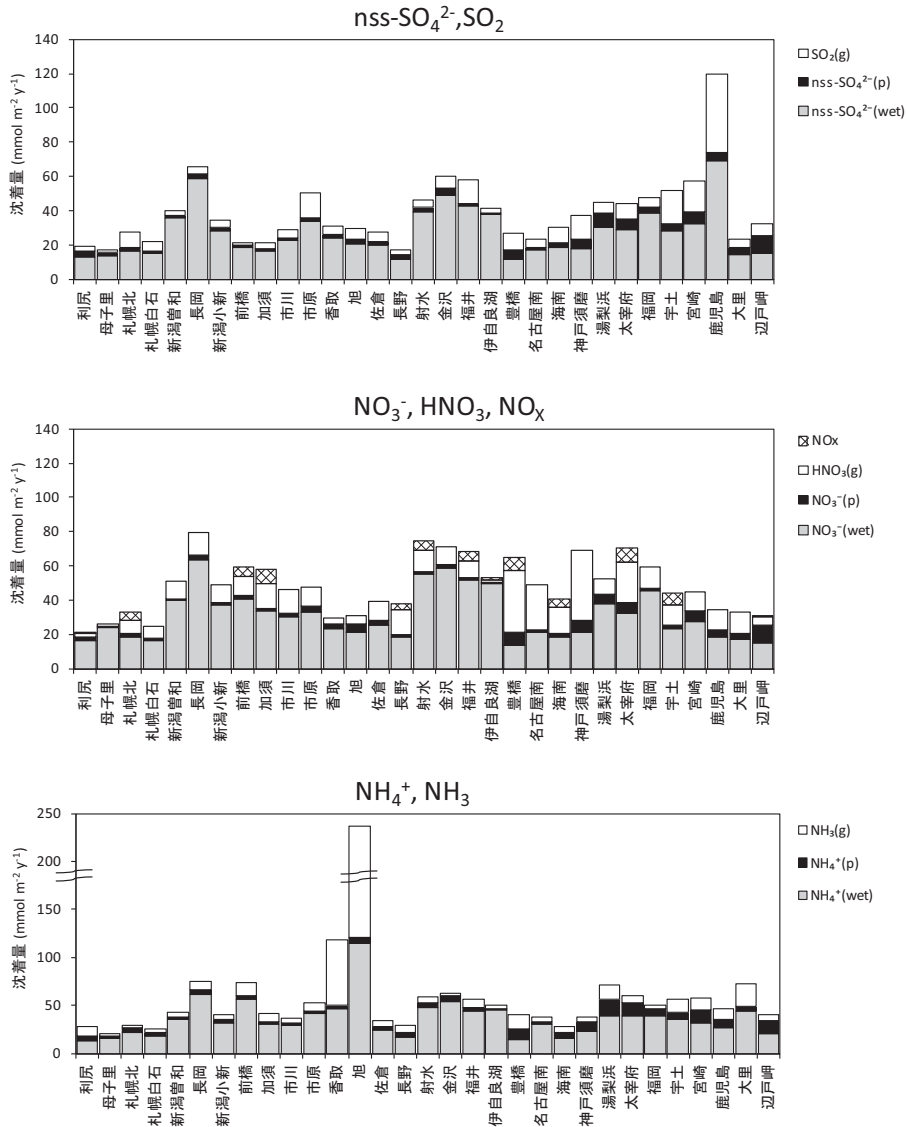 nss-SO₄²⁻,SO₂
沈着量 (mmol m⁻² y⁻¹)
140
120
100
80
60
40
20
0
SO₂(g)
nss-SO₄²⁻(p)
nss-SO₄²⁻(wet)
利尻
母子里
札幌北
札幌白石
新潟曽和
長岡
新潟小新
前橋
加須
市川
市原
香取
旭
佐倉
長野
射水
金沢
福井
伊自良湖
豊橋
名古屋南
海南
神戸須磨
湯梨浜
太宰府
福岡
宇土
宮崎
鹿児島
大里
辺戸岬
NO₃⁻, HNO₃, NOₓ
沈着量 (mmol m⁻² y⁻¹)
140
120
100
80
60
40
20
0
NOx
HNO₃(g)
NO₃⁻(p)
NO₃⁻(wet)
利尻
母子里
札幌北
札幌白石
新潟曽和
長岡
新潟小新
前橋
加須
市川
市原
香取
旭
佐倉
長野
射水
金沢
福井
伊自良湖
豊橋
名古屋南
海南
神戸須磨
湯梨浜
太宰府
福岡
宇土
宮崎
鹿児島
大里
辺戸岬
NH₄⁺, NH₃
沈着量 (mmol m⁻² y⁻¹)
250
200
150
100
50
0
NH₃(g)
NH₄⁺(p)
NH₄⁺(wet)
利尻
母子里
札幌北
札幌白石
新潟曽和
長岡
新潟小新
前橋
加須
市川
市原
香取
旭
佐倉
長野
射水
金沢
福井
伊自良湖
豊橋
名古屋南
海南
神戸須磨
湯梨浜
太宰府
福岡
宇土
宮崎
鹿児島
大里
辺戸岬